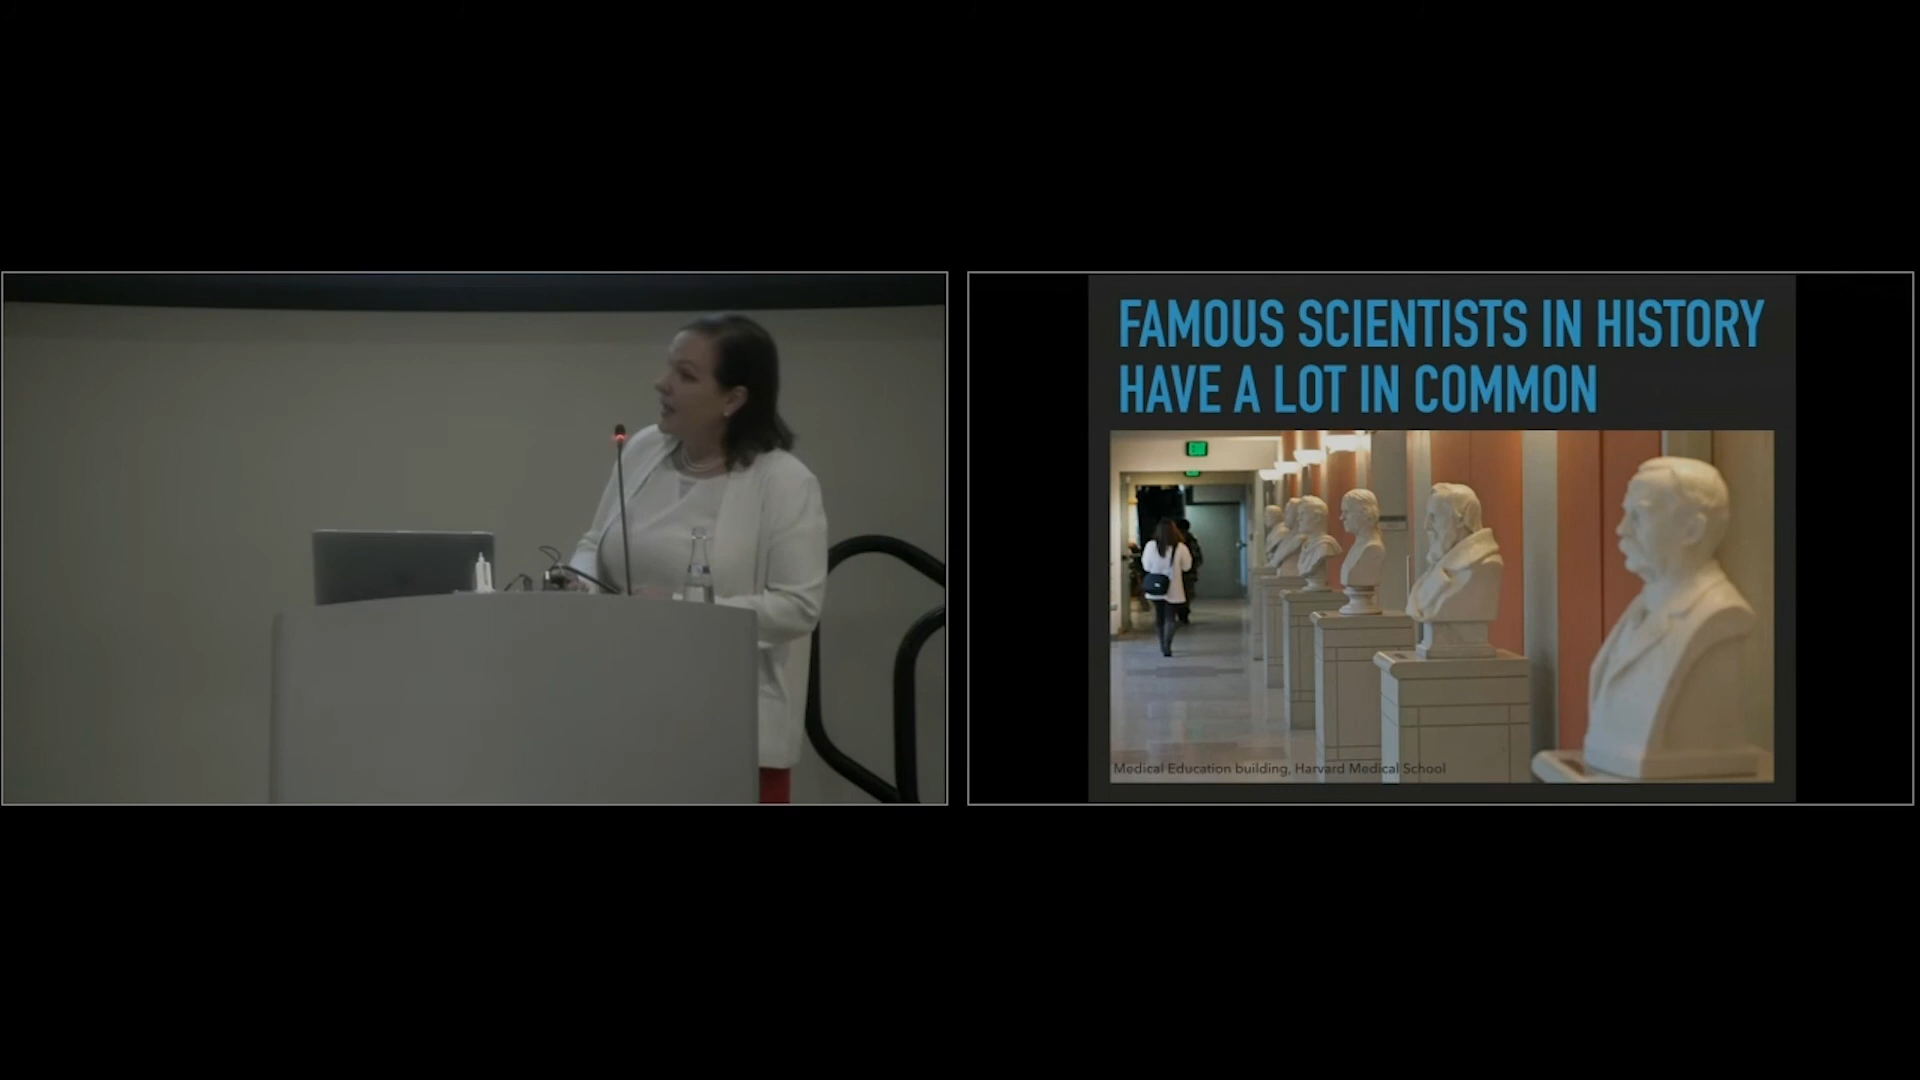 FAMOUS SCIENTISTS IN HISTORY
HAVE A LOT IN COMMON
Medical Education building, Harvard Medical School